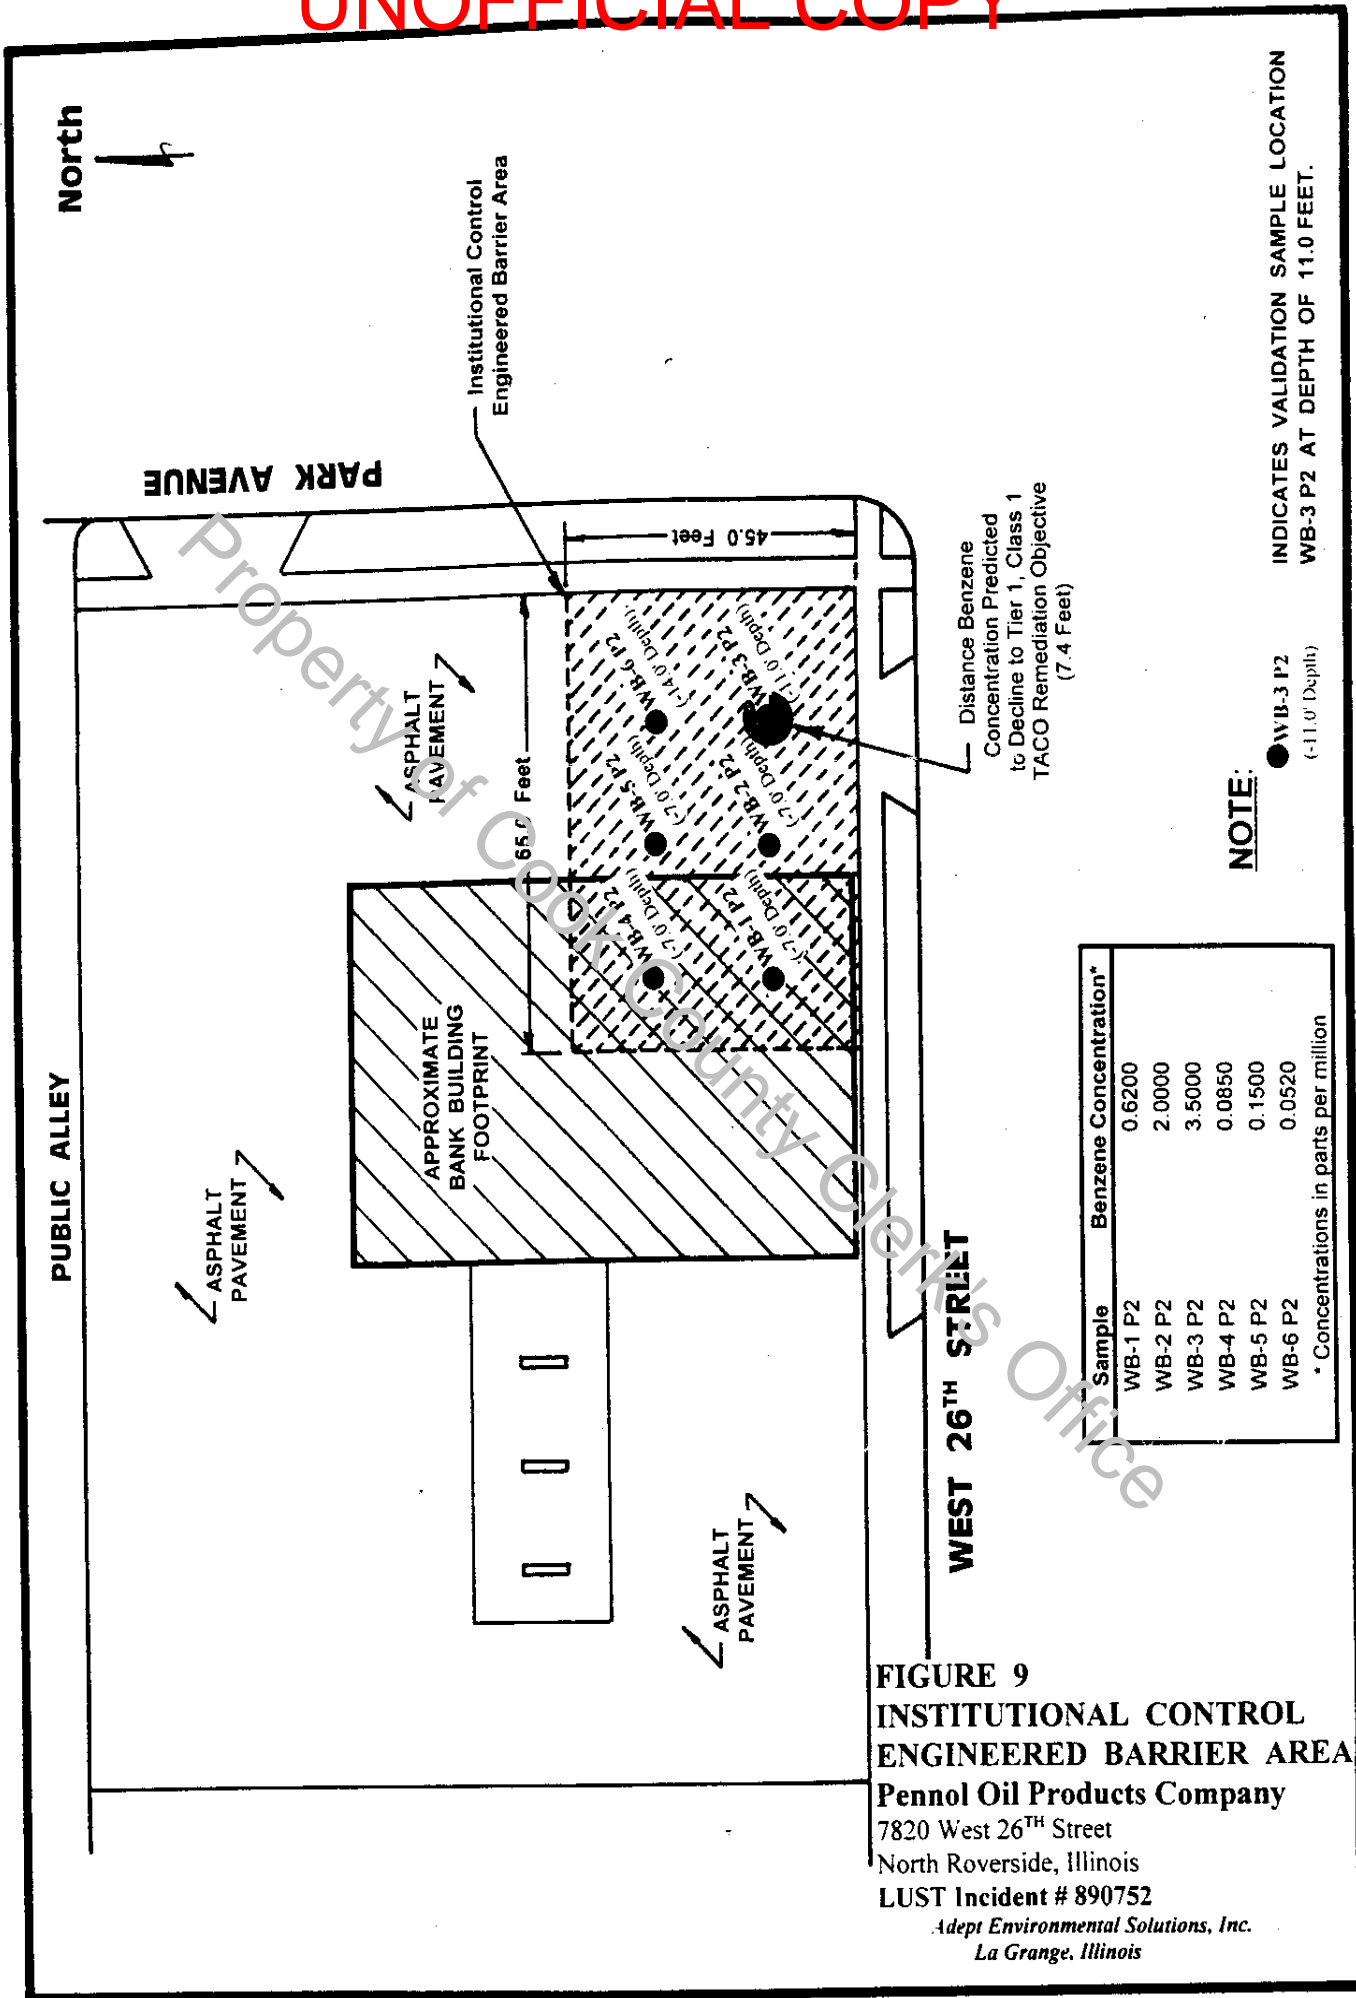 UNOFFICIAL COPY
North
PUBLIC ALLEY
PARK AVENUE
Institutional Control
Engineered Barrier Area
ASPHALT
PAVEMENT
ASPHALT
PAVEMENT
ASPHALT
PAVEMENT
65.0 Feet
45.0 Feet
APPROXIMATE
BANK BUILDING
FOOTPRINT
WB-4 P2
(-7.0' Depth)
WB-5 P2
(-7.0' Depth)
WB-6 P2
(-14.0' Depth)
WB-1 P2
(-7.0' Depth)
WB-2 P2
(-7.0' Depth)
WB-3 P2
(-11.0' Depth)
Distance Benzene
Concentration Predicted
to Decline to Tier 1, Class 1
TACO Remediation Objective
(7.4 Feet)
WEST 26TH STREET
Sample Benzene Concentration*
WB-1 P2 0.6200
WB-2 P2 2.0000
WB-3 P2 3.5000
WB-4 P2 0.0850
WB-5 P2 0.1500
WB-6 P2 0.0520
* Concentrations in parts per million
NOTE:
WB-3 P2
(-11.0' Depth)
INDICATES VALIDATION SAMPLE LOCATION
WB-3 P2 AT DEPTH OF 11.0 FEET.
FIGURE 9
INSTITUTIONAL CONTROL
ENGINEERED BARRIER AREA
Pennol Oil Products Company
7820 West 26TH Street
North Roverside, Illinois
LUST Incident # 890752
Adept Environmental Solutions, Inc.
La Grange, Illinois
Property of Cook County Clerk's Office